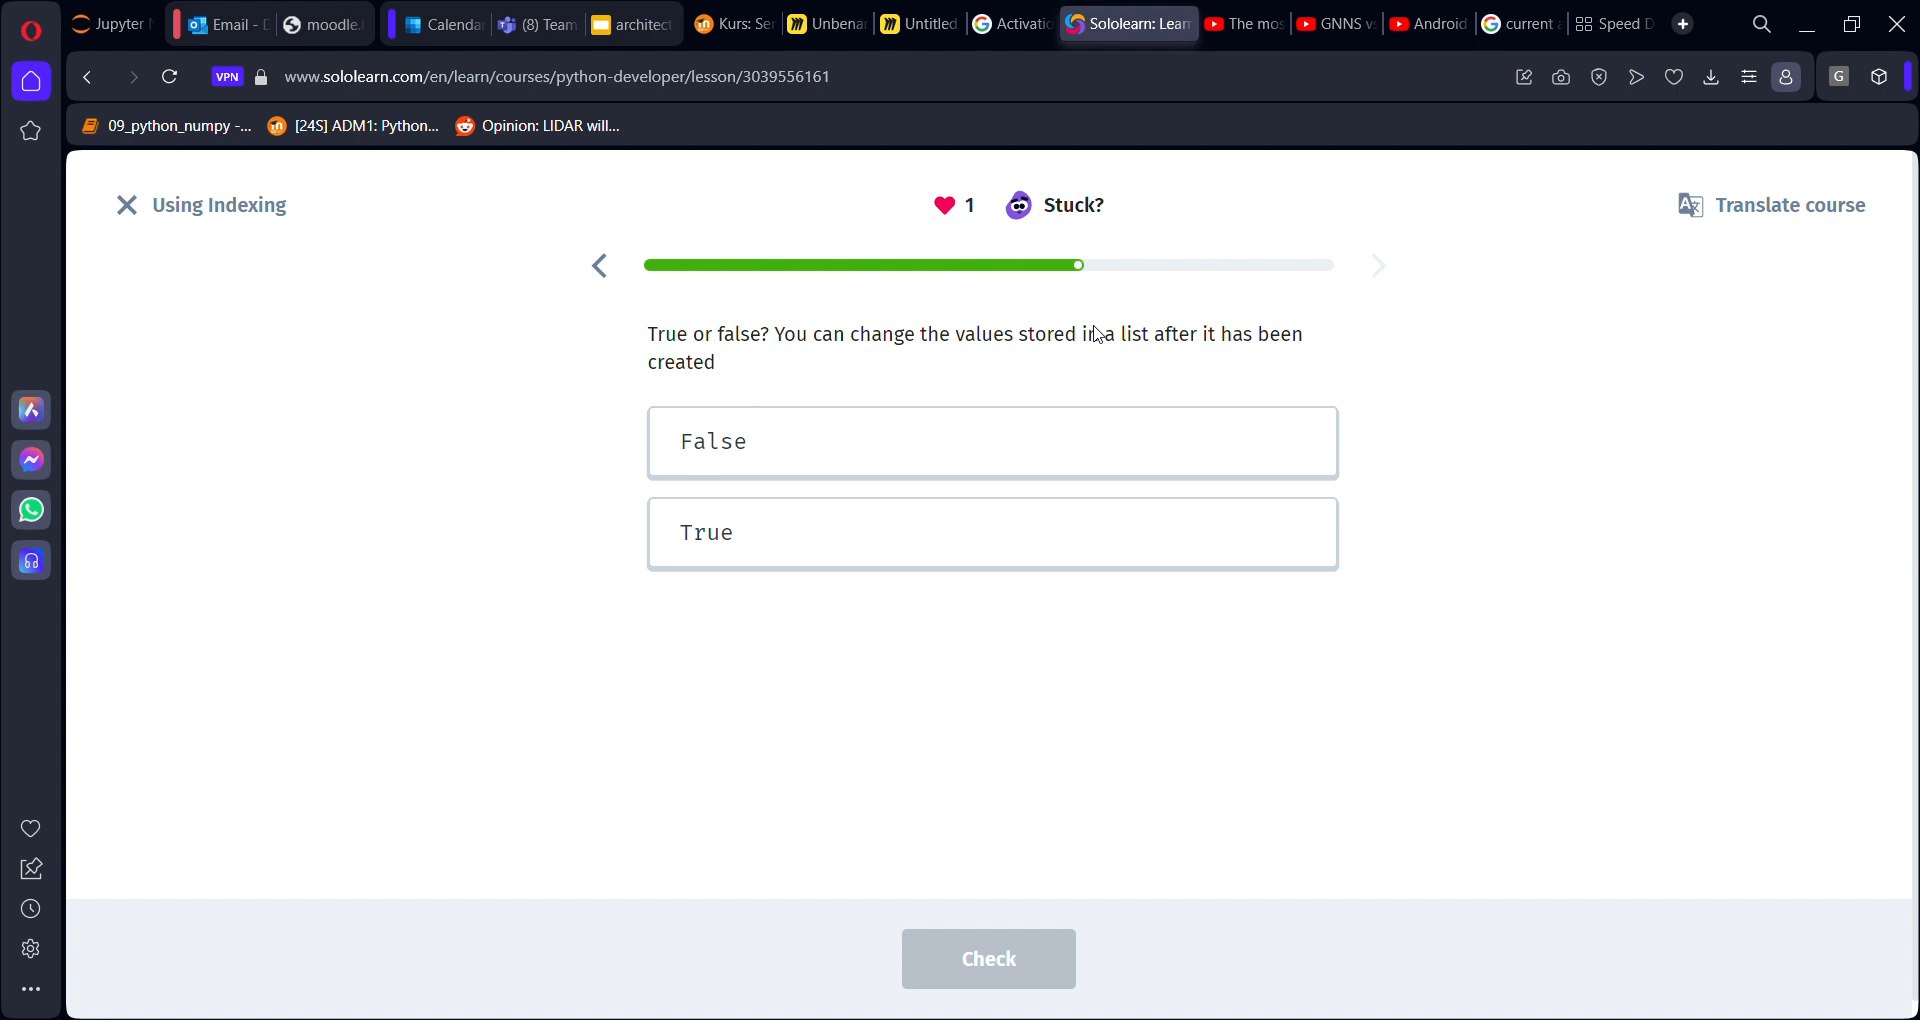 Jupyter
Email -
moodle.
Calenda
(8) Team
architect
Kurs: Ser
Unbena
Untitled
Activatio
Sololearn: Learn
The mos
GNNS v
Android
current
Speed D
VPN
www.sololearn.com/en/learn/courses/python-developer/lesson/3039556161
G
09_python_numpy -...
[24S] ADM1: Python...
Opinion: LIDAR will...
Using Indexing
1
Stuck?
Translate course
True or false? You can change the values stored in a list after it has been
created
False
True
Check